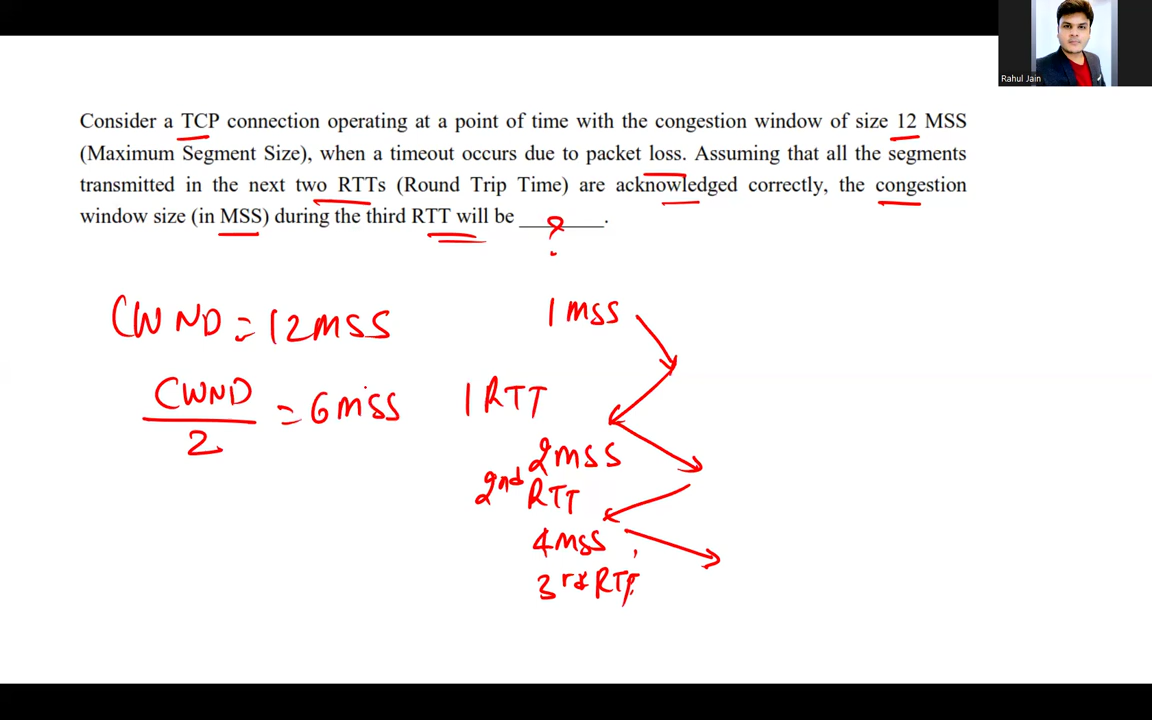 Rahul Jain
Consider a TCP connection operating at a point of time with the congestion window of size 12 MSS
(Maximum Segment Size), when a timeout occurs due to packet loss. Assuming that all the segments
transmitted in the next two RTTs (Round Trip Time) are acknowledged correctly, the congestion
window size (in MSS) during the third RTT will be ________.
?
CWND = 12MSS
CWND
2
= 6MSS
1 MSS
1 RTT
2MSS
2nd RTT
4MSS
3rd RTT